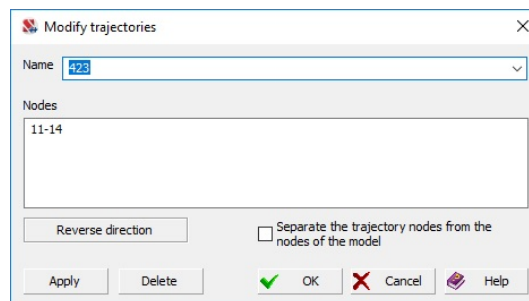 Modify trajectories
Name 423
Nodes
11-14
Reverse direction
Separate the trajectory nodes from the
nodes of the model
Apply Delete OK Cancel Help